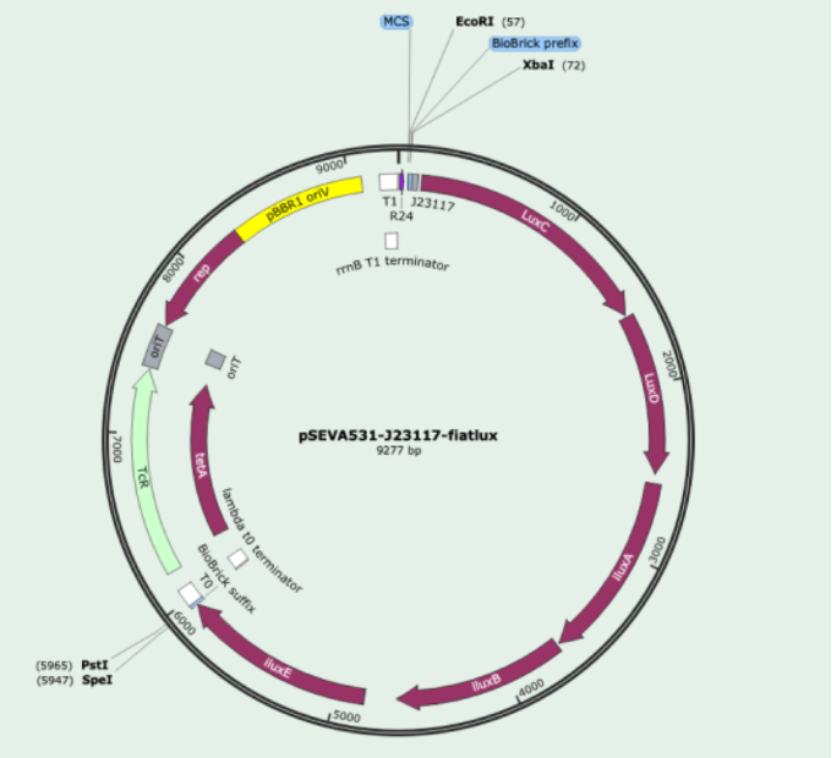 MCS
EcoRI (57)
BioBrick prefix
XbaI (72)
9000
T1
R24
J23117
rrnB T1 terminator
LuxC
1000
LuxD
2000
iluxA
3000
iluxB
4000
iluxE
5000
6000
T0
BioBrick suffix
lambda t0 terminator
(5965) PstI
(5947) SpeI
TcR
tetA
7000
oriT
oriT
rep
8000
pBBR1 oriV
pSEVA531-J23117-fiatlux
9277 bp